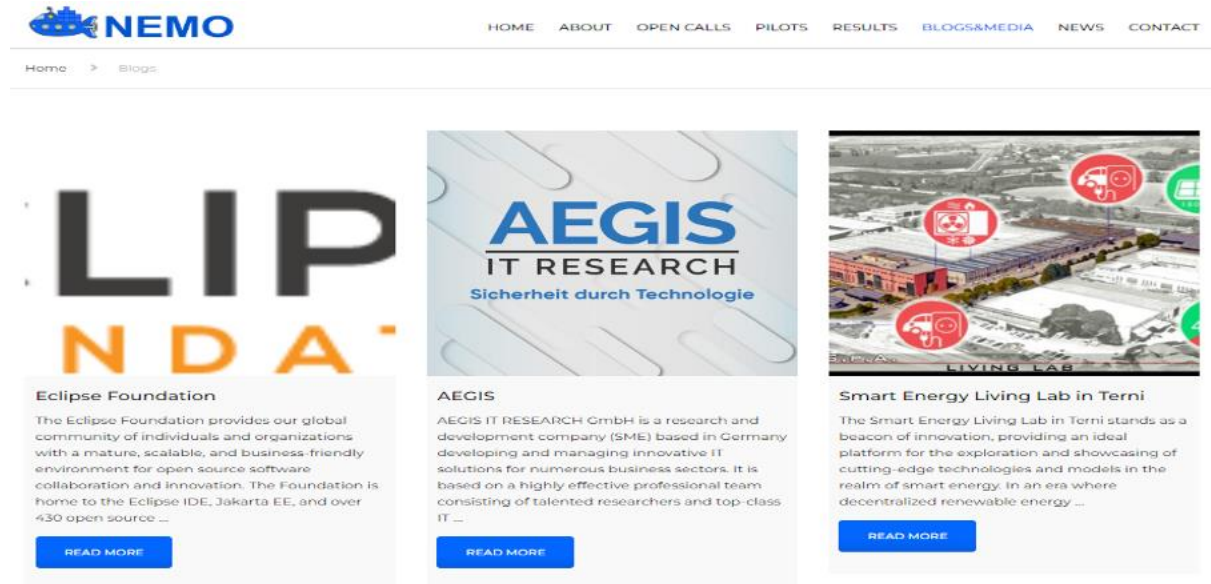 NEMO
HOME ABOUT OPEN CALLS PILOTS RESULTS BLOGS&MEDIA NEWS CONTACT
Home > Blogs
LIP
NDAT
AEGIS
IT RESEARCH
Sicherheit durch Technologie
S.P.A.
LIVING LAB
Eclipse Foundation
The Eclipse Foundation provides our global
community of individuals and organizations
with a mature, scalable, and business-friendly
environment for open source software
collaboration and innovation. The Foundation is
home to the Eclipse IDE, Jakarta EE, and over
430 open source ...
READ MORE
AEGIS
AEGIS IT RESEARCH GmbH is a research and
development company (SME) based in Germany
developing and managing innovative IT
solutions for numerous business sectors. It is
based on a highly effective professional team
consisting of talented researchers and top-class
IT ...
READ MORE
Smart Energy Living Lab in Terni
The Smart Energy Living Lab in Terni stands as a
beacon of innovation, providing an ideal
platform for the exploration and showcasing of
cutting-edge technologies and models in the
realm of smart energy. In an era where
decentralized renewable energy ...
READ MORE